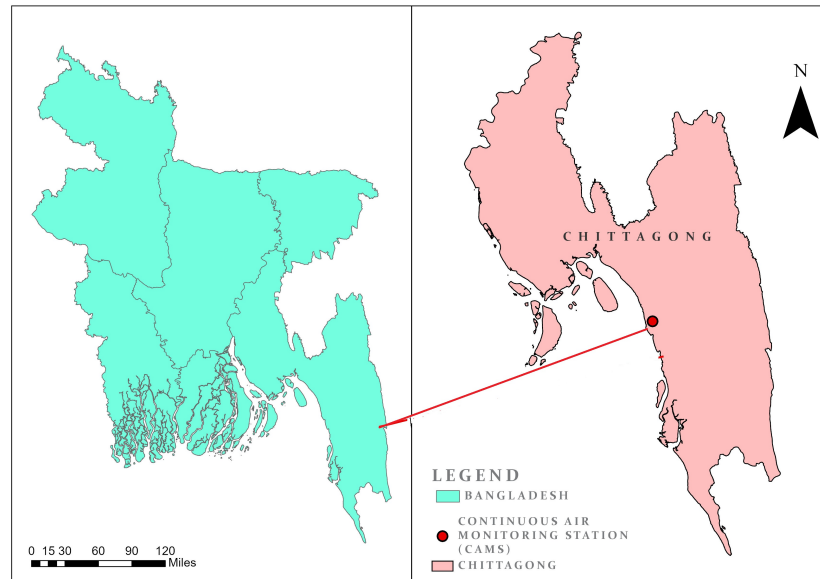 N
CHITTAGONG
LEGEND
BANGLADESH
CONTINUOUS AIR
MONITORING STATION
(CAMS)
CHITTAGONG
0 15 30 60 90 120
Miles